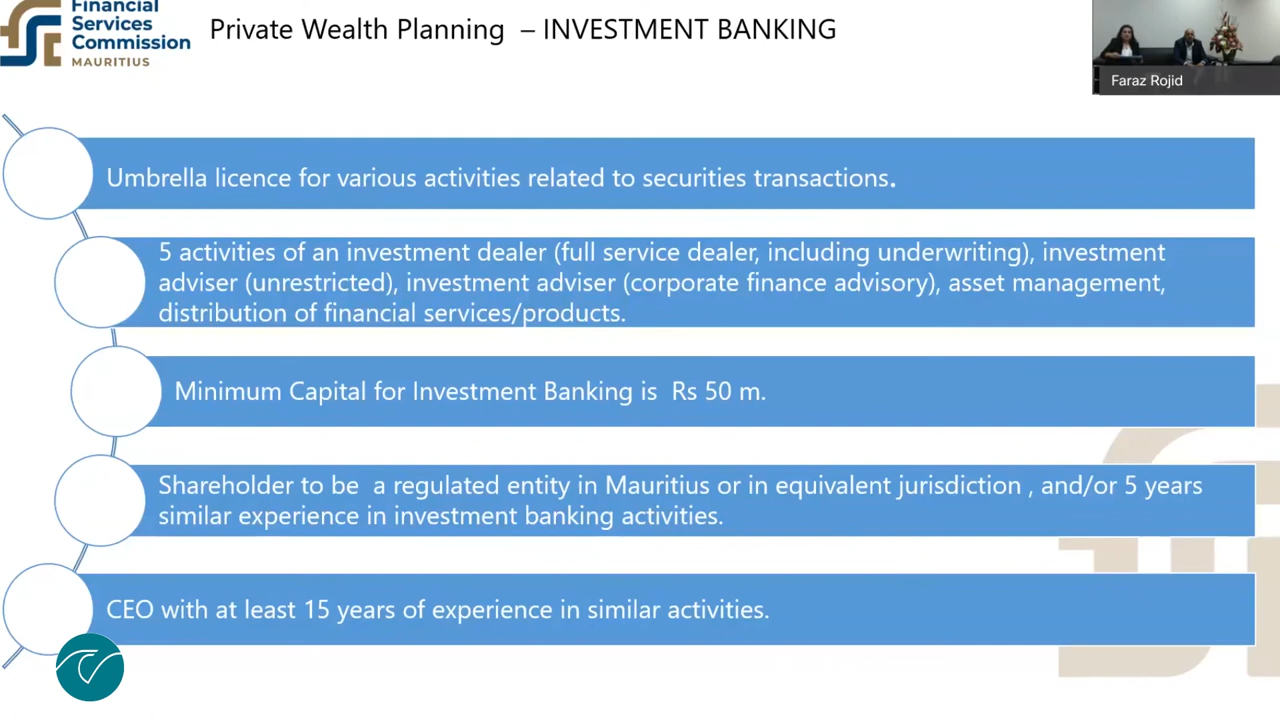 Financial
Services
Commission
MAURITIUS
Private Wealth Planning – INVESTMENT BANKING
Faraz Rojid
Umbrella licence for various activities related to securities transactions.
5 activities of an investment dealer (full service dealer, including underwriting), investment
adviser (unrestricted), investment adviser (corporate finance advisory), asset management,
distribution of financial services/products.
Minimum Capital for Investment Banking is Rs 50 m.
Shareholder to be a regulated entity in Mauritius or in equivalent jurisdiction , and/or 5 years
similar experience in investment banking activities.
CEO with at least 15 years of experience in similar activities.